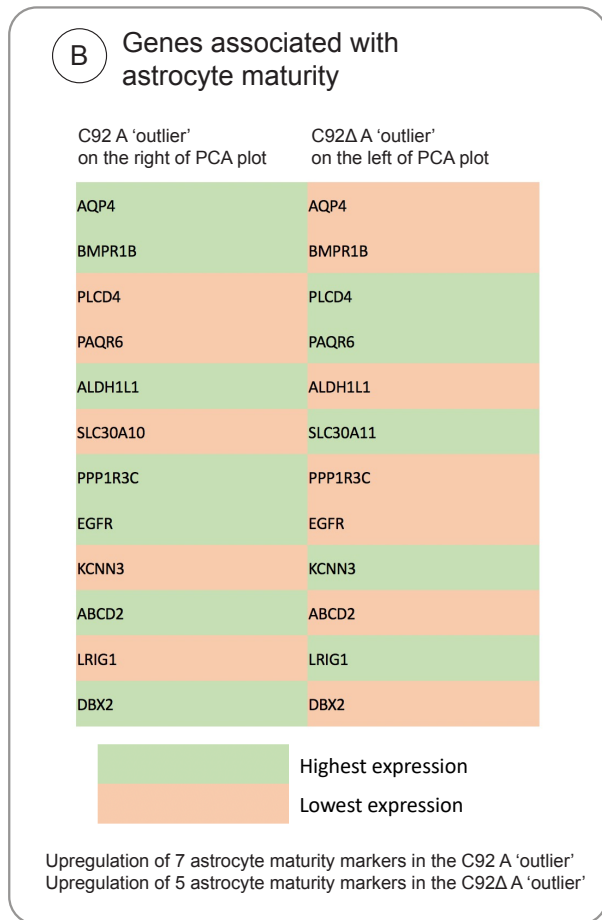 B
Genes associated with
astrocyte maturity
C92 A ‘outlier’
on the right of PCA plot
C92Δ A ‘outlier’
on the left of PCA plot
AQP4 AQP4
BMPR1B BMPR1B
PLCD4 PLCD4
PAQR6 PAQR6
ALDH1L1 ALDH1L1
SLC30A10 SLC30A11
PPP1R3C PPP1R3C
EGFR EGFR
KCNN3 KCNN3
ABCD2 ABCD2
LRIG1 LRIG1
DBX2 DBX2
Highest expression
Lowest expression
Upregulation of 7 astrocyte maturity markers in the C92 A ‘outlier’
Upregulation of 5 astrocyte maturity markers in the C92Δ A ‘outlier’